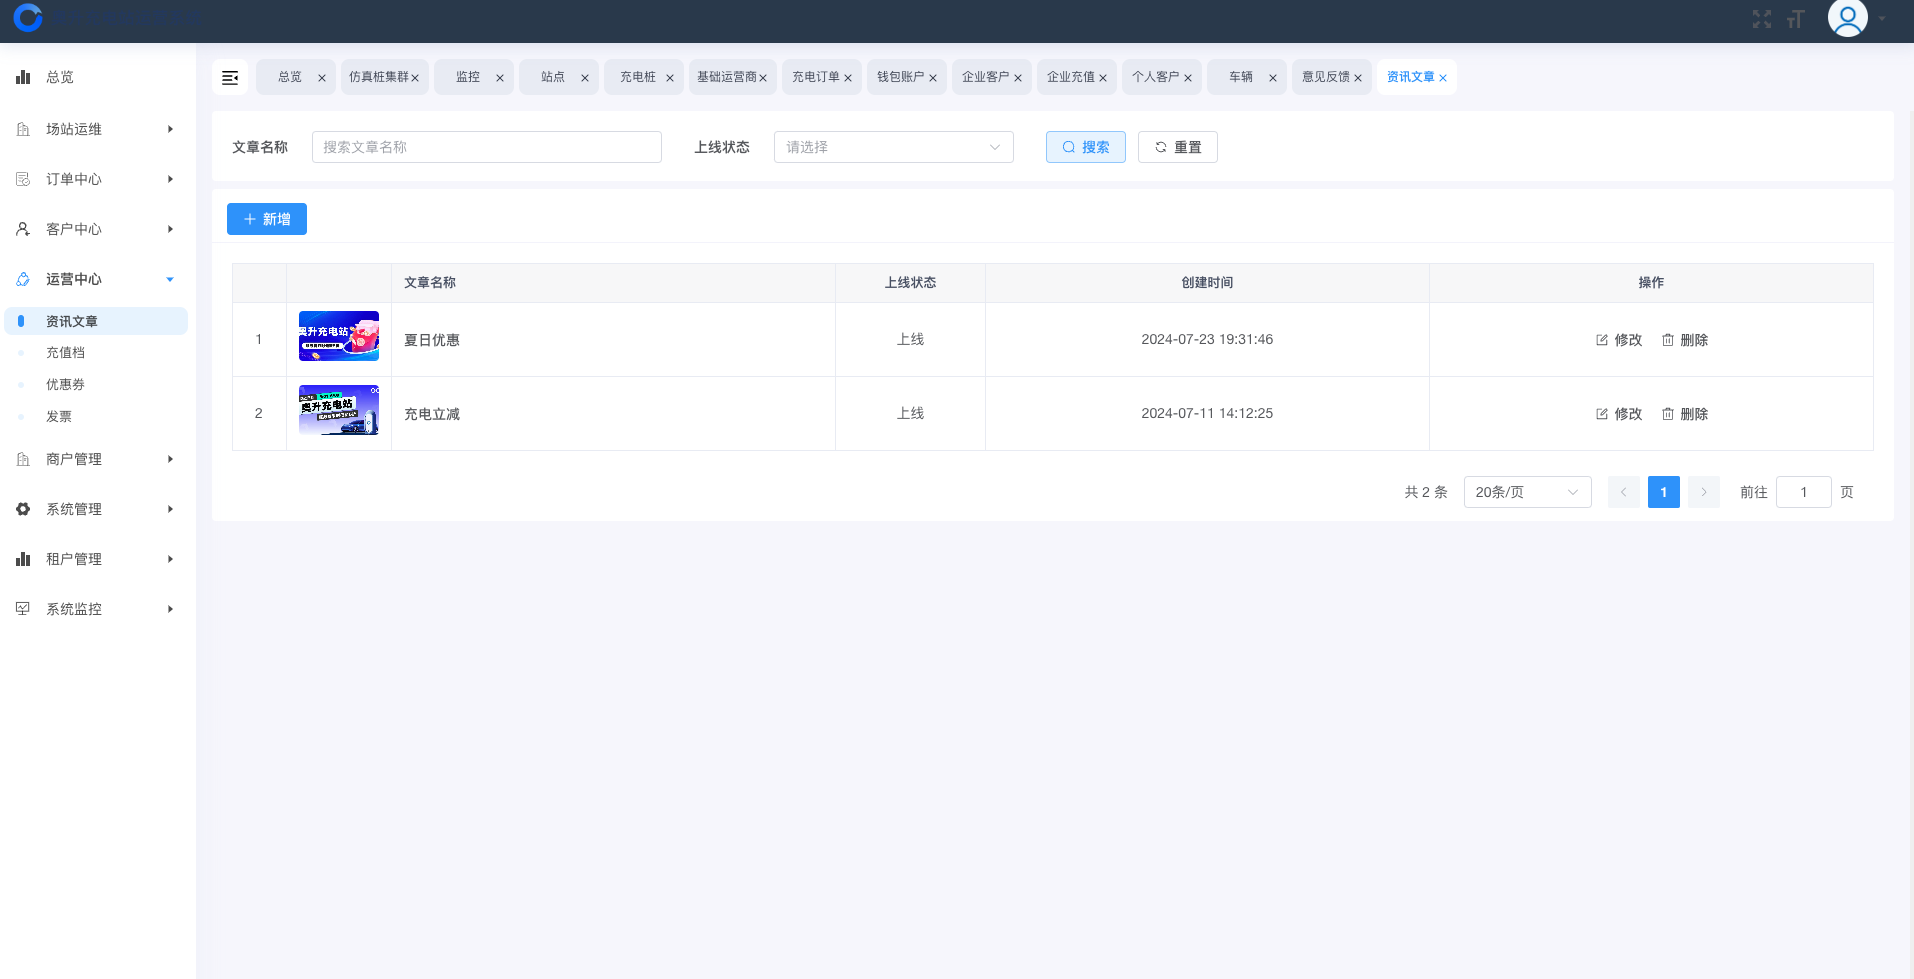 总览 仿真桩集群 监控 站点 充电桩 基础运营商 充电订单 钱包账户 企业客户 企业充值 个人客户 车辆 意见反馈 资讯文章
总览
场站运维
订单中心
客户中心
运营中心
资讯文章
充值档
优惠券
发票
商户管理
系统管理
租户管理
系统监控
文章名称 搜索文章名称 上线状态 请选择 搜索 重置
新增
文章名称 上线状态 创建时间 操作
1 奥升充电站 夏日优惠 上线 2024-07-23 19:31:46 修改 删除
2 奥升充电站 充电立减 上线 2024-07-11 14:12:25 修改 删除
共 2 条 20条/页 1 前往 1 页